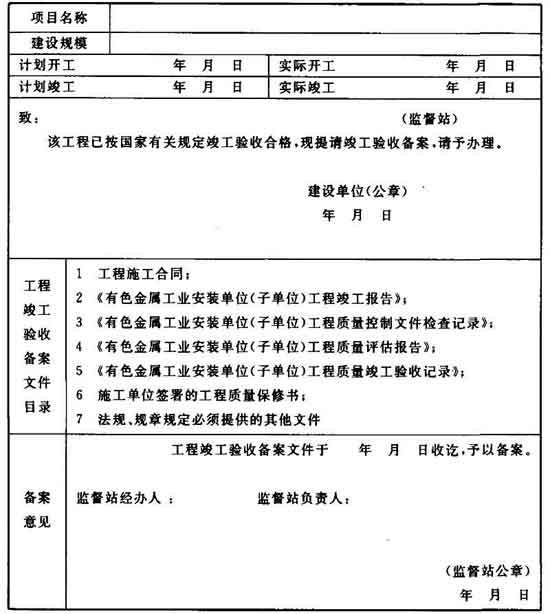 项目名称
建设规模
计划开工 年 月 日 实际开工 年 月 日
计划竣工 年 月 日 实际竣工 年 月 日
致： （监督站）
该工程已按国家有关规定竣工验收合格，现提请竣工验收备案，请予办理。
建设单位（公章）
年 月 日
工程
竣工
验收
备案
文件
目录
1 工程施工合同；
2 《有色金属工业安装单位（子单位）工程竣工报告》；
3 《有色金属工业安装单位（子单位）工程质量控制文件检查记录》；
4 《有色金属工业安装单位（子单位）工程质量评估报告》；
5 《有色金属工业安装单位（子单位）工程质量竣工验收记录》；
6 施工单位签署的工程质量保修书；
7 法规、规章规定必须提供的其他文件
备案
意见
工程竣工验收备案文件于 年 月 日收讫，予以备案。
监督站经办人： 监督站负责人：
（监督站公章）
年 月 日